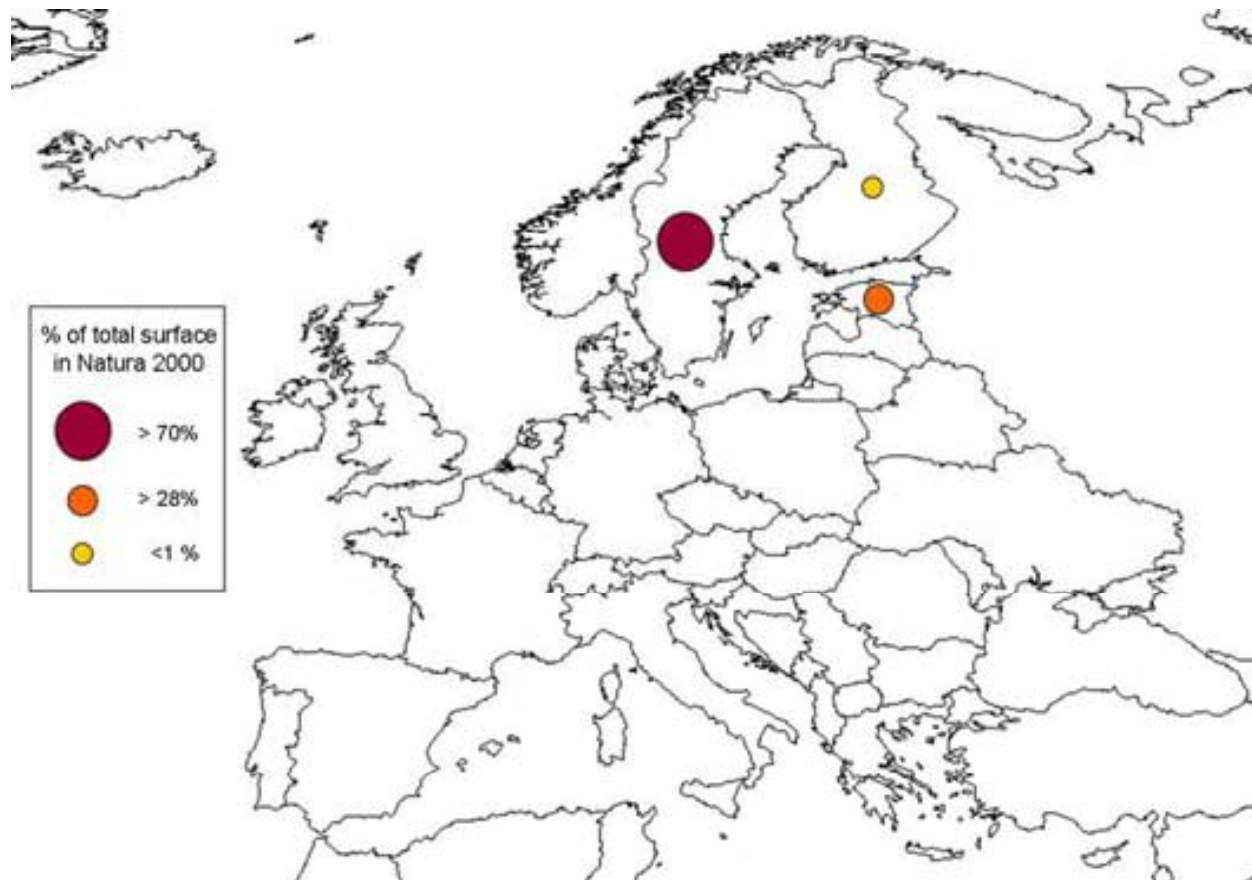 % of total surface
in Natura 2000
> 70%
> 28%
<1 %